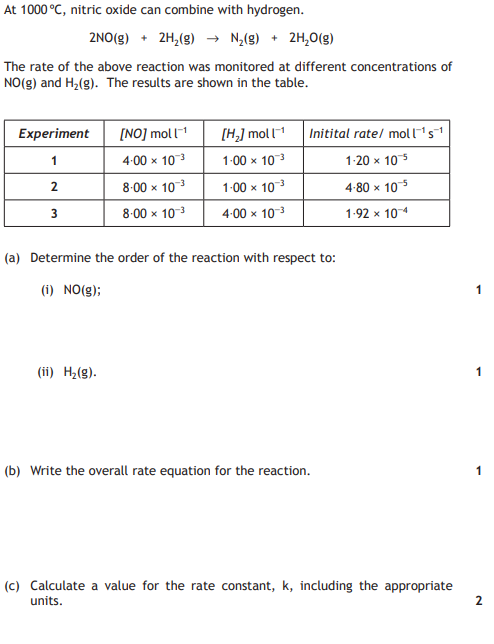 At 1000 ºC, nitric oxide can combine with hydrogen.
2NO(g) + 2H₂(g) → N₂(g) + 2H₂O(g)
The rate of the above reaction was monitored at different concentrations of
NO(g) and H₂(g). The results are shown in the table.
Experiment [NO] mol l⁻¹ [H₂] mol l⁻¹ Initital rate/ mol l⁻¹ s⁻¹
1 4·00 × 10⁻³ 1·00 × 10⁻³ 1·20 × 10⁻⁵
2 8·00 × 10⁻³ 1·00 × 10⁻³ 4·80 × 10⁻⁵
3 8·00 × 10⁻³ 4·00 × 10⁻³ 1·92 × 10⁻⁴
(a) Determine the order of the reaction with respect to:
(i) NO(g); 1
(ii) H₂(g). 1
(b) Write the overall rate equation for the reaction. 1
(c) Calculate a value for the rate constant, k, including the appropriate
units. 2